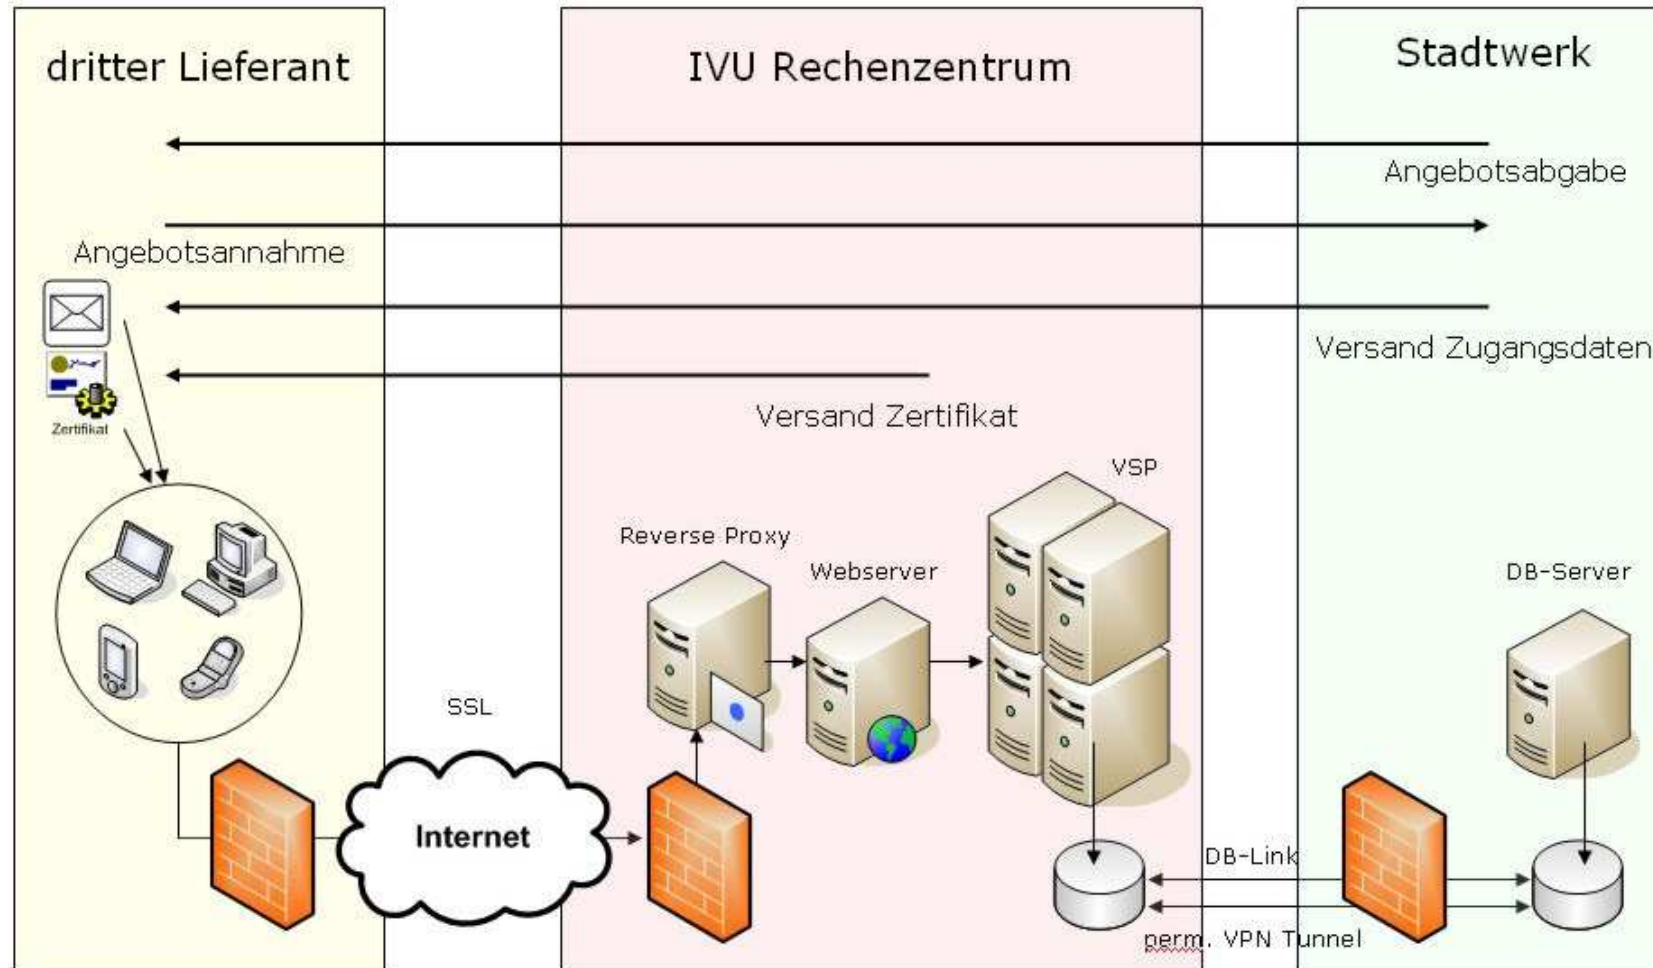 dritter Lieferant
IVU Rechenzentrum
Stadtwerk
Angebotsabgabe
Angebotsannahme
Versand Zugangsdaten
Versand Zertifikat
Zertifikat
VSP
Reverse Proxy
Webserver
DB-Server
SSL
Internet
DB-Link
perm. VPN Tunnel